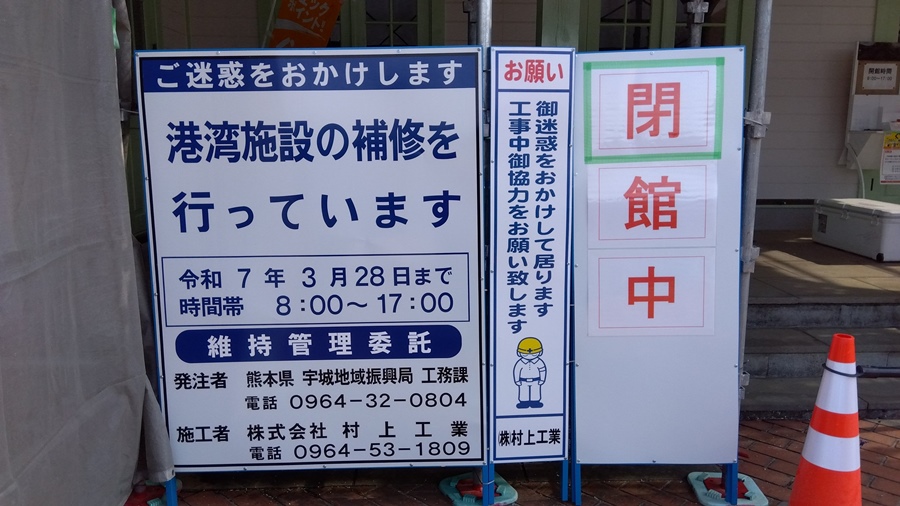 ご迷惑をおかけします
港湾施設の補修を
行っています
令和 7 年 3 月 28 日まで
時間帯 8:00〜17:00
維持管理委託
発注者 熊本県 宇城地域振興局 工務課
電話 0964-32-0804
施工者 株式会社 村上工業
電話 0964-53-1809
お願い
御迷惑をおかけして居ります
工事中御協力をお願い致します
㈱村上工業
閉
館
中
開館時間